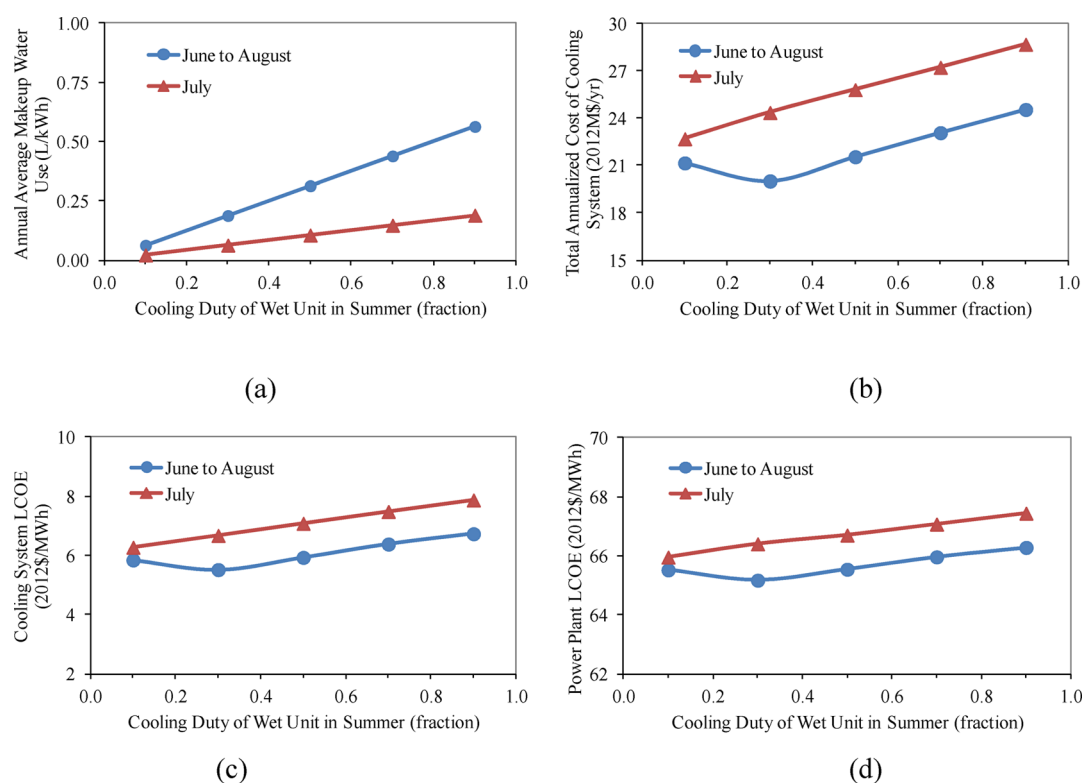 Annual Average Makeup Water
Use (L/kWh)
1.00
0.75
0.50
0.25
0.00
June to August
July
0.0 0.2 0.4 0.6 0.8 1.0
Cooling Duty of Wet Unit in Summer (fraction)
(a)
Total Annualized Cost of Cooling
System (2012M$/yr)
30
27
24
21
18
15
June to August
July
0.0 0.2 0.4 0.6 0.8 1.0
Cooling Duty of Wet Unit in Summer (fraction)
(b)
Cooling System LCOE
(2012$/MWh)
10
8
6
4
2
June to August
July
0.0 0.2 0.4 0.6 0.8 1.0
Cooling Duty of Wet Unit in Summer (fraction)
(c)
Power Plant LCOE (2012$/MWh)
70
68
66
64
62
June to August
July
0.0 0.2 0.4 0.6 0.8 1.0
Cooling Duty of Wet Unit in Summer (fraction)
(d)